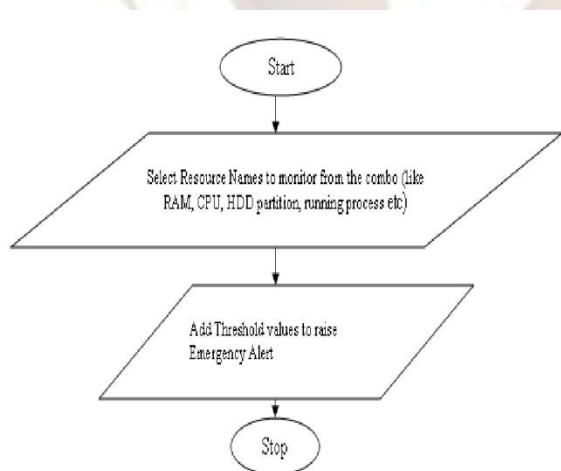 Start
Select Resource Names to monitor from the combo (like
RAM, CPU, HDD partition, running process etc)
Add Threshold values to raise
Emergency Alert
Stop